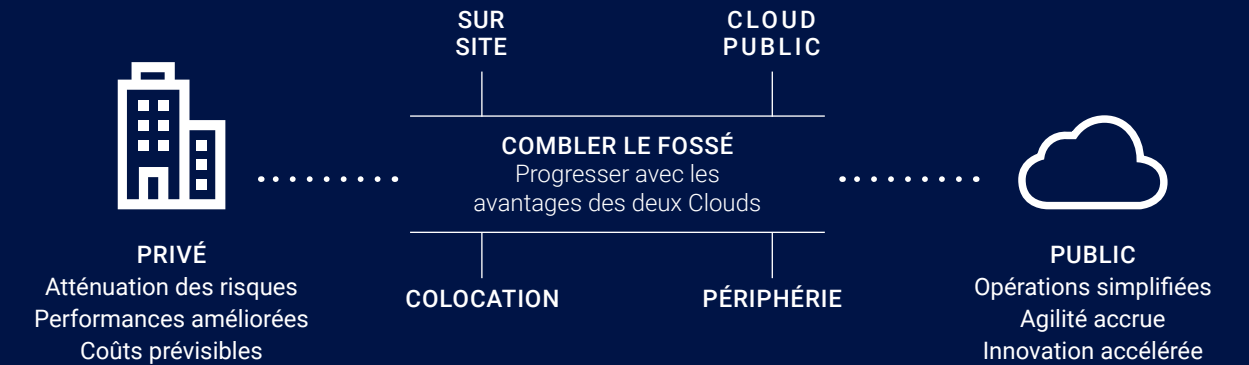 SUR
SITE
CLOUD
PUBLIC
COMBLER LE FOSSÉ
Progresser avec les
avantages des deux Clouds
PRIVÉ
Atténuation des risques
Performances améliorées
Coûts prévisibles
COLOCATION
PÉRIPHÉRIE
PUBLIC
Opérations simplifiées
Agilité accrue
Innovation accélérée